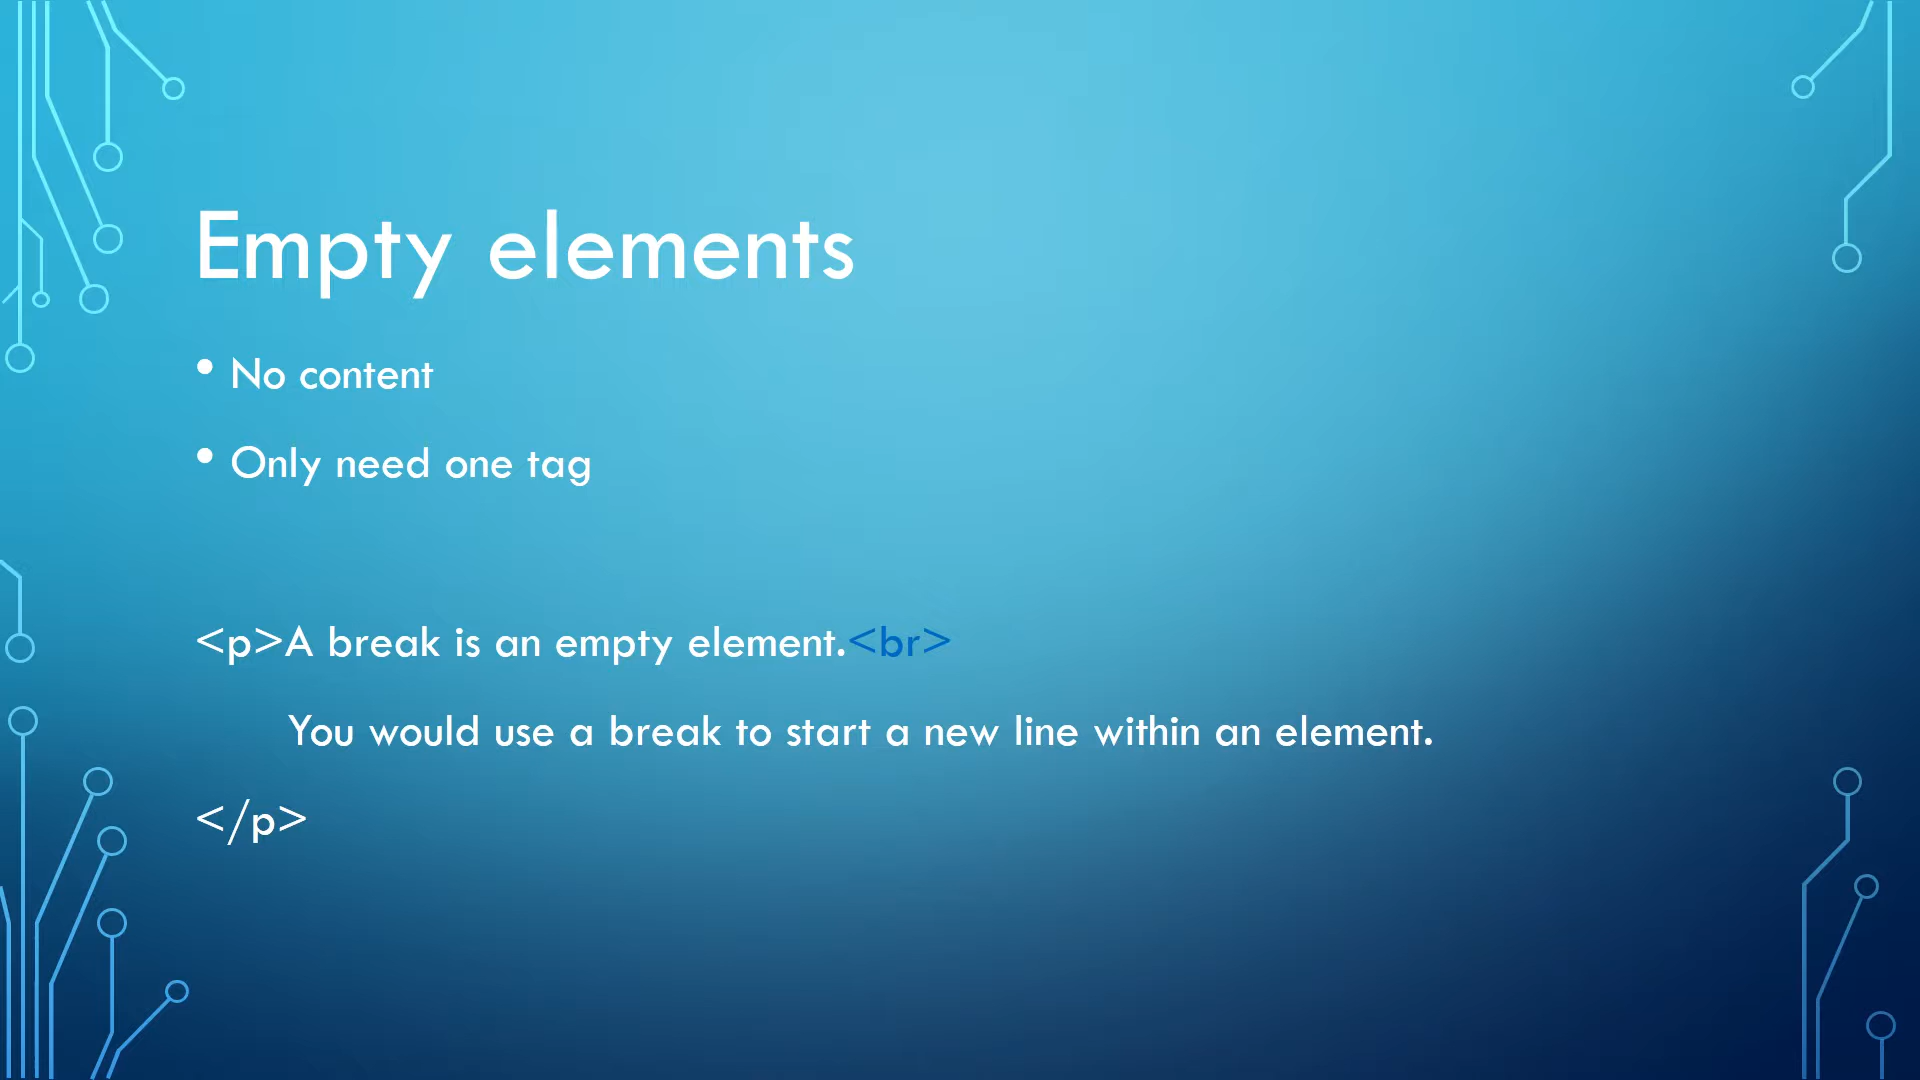 Empty elements
• No content
• Only need one tag
<p>A break is an empty element.<br>
You would use a break to start a new line within an element.
</p>